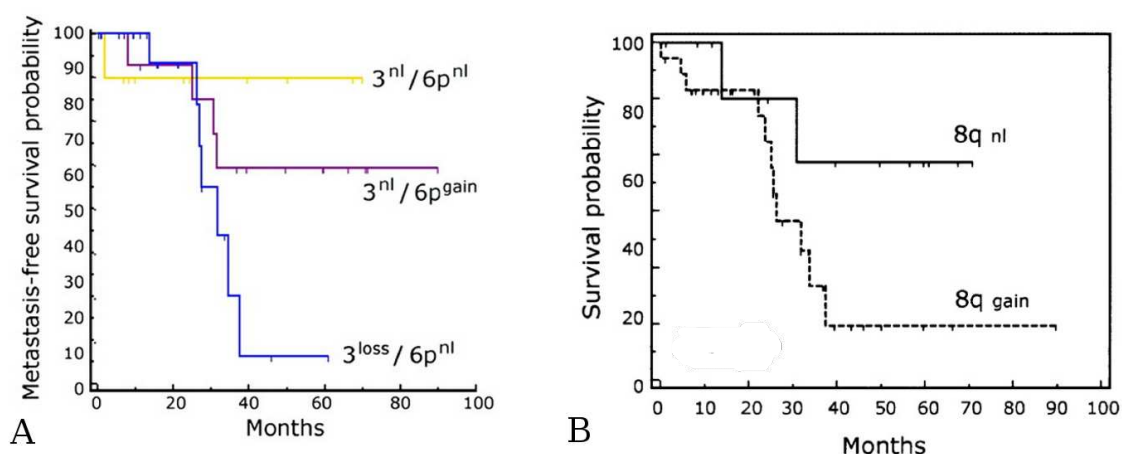 Metastasis-free survival probability
100
90
80
70
60
50
40
30
20
10
0
0 20 40 60 80 100
Months
3nl/6pnl
3nl/6pgain
3loss/6pnl
A
Survival probability
100
80
60
40
20
0
0 10 20 30 40 50 60 70 80 90 100
Months
8q nl
8q gain
B